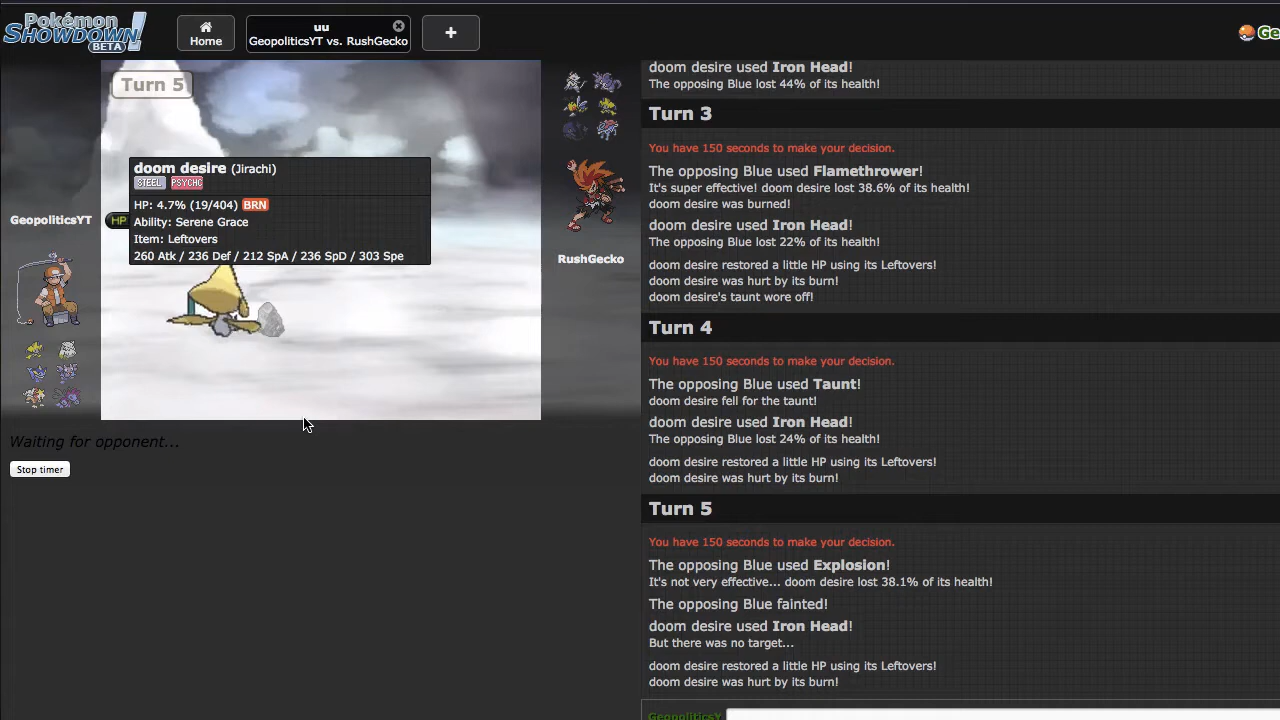 Pokémon
SHOWDOWN!
BETA
Home
uu
GeopoliticsYT vs. RushGecko
+
Ge
Turn 5
doom desire (Jirachi)
STEEL PSYCHC
HP: 4.7% (19/404) BRN
Ability: Serene Grace
Item: Leftovers
260 Atk / 236 Def / 212 SpA / 236 SpD / 303 Spe
GeopoliticsYT
HP
RushGecko
Waiting for opponent...
Stop timer
doom desire used Iron Head!
The opposing Blue lost 44% of its health!
Turn 3
You have 150 seconds to make your decision.
The opposing Blue used Flamethrower!
It's super effective! doom desire lost 38.6% of its health!
doom desire was burned!
doom desire used Iron Head!
The opposing Blue lost 22% of its health!
doom desire restored a little HP using its Leftovers!
doom desire was hurt by its burn!
doom desire's taunt wore off!
Turn 4
You have 150 seconds to make your decision.
The opposing Blue used Taunt!
doom desire fell for the taunt!
doom desire used Iron Head!
The opposing Blue lost 24% of its health!
doom desire restored a little HP using its Leftovers!
doom desire was hurt by its burn!
Turn 5
You have 150 seconds to make your decision.
The opposing Blue used Explosion!
It's not very effective... doom desire lost 38.1% of its health!
The opposing Blue fainted!
doom desire used Iron Head!
But there was no target...
doom desire restored a little HP using its Leftovers!
doom desire was hurt by its burn!
GeopoliticsY